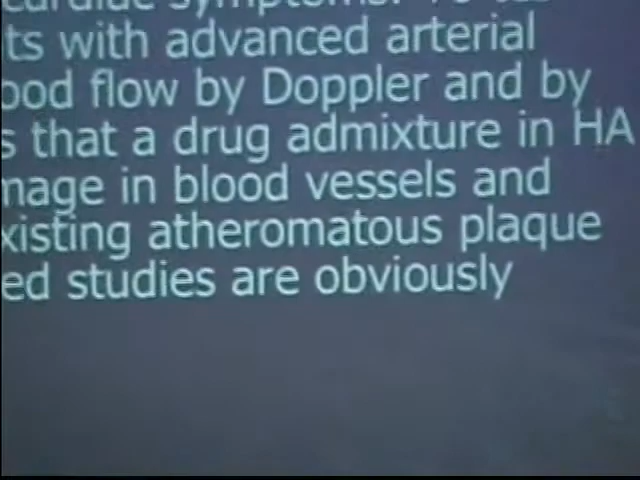 ts with advanced arterial
ood flow by Doppler and by
s that a drug admixture in HA
mage in blood vessels and
xisting atheromatous plaque
ed studies are obviously